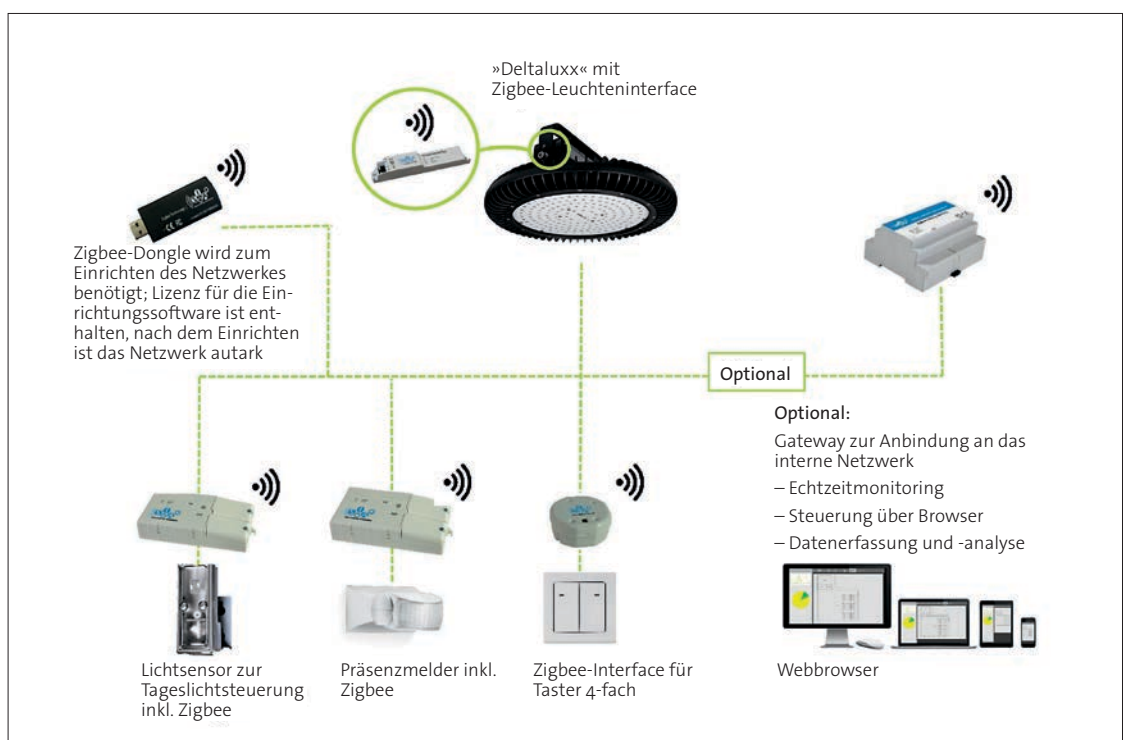 »Deltaluxx« mit
Zigbee-Leuchteninterface
Zigbee-Dongle wird zum
Einrichten des Netzwerkes
benötigt; Lizenz für die Ein-
richtungssoftware ist ent-
halten, nach dem Einrichten
ist das Netzwerk autark
Optional
Optional:
Gateway zur Anbindung an das
interne Netzwerk
– Echtzeitmonitoring
– Steuerung über Browser
– Datenerfassung und -analyse
Lichtsensor zur
Tageslichtsteuerung
inkl. Zigbee
Präsenzmelder inkl.
Zigbee
Zigbee-Interface für
Taster 4-fach
Webbrowser